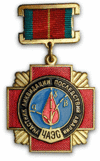 УЧАСТНИК ЛИКВИДАЦИИ ПОСЛЕДСТВИЙ АВАРИИ
ЧАЭС